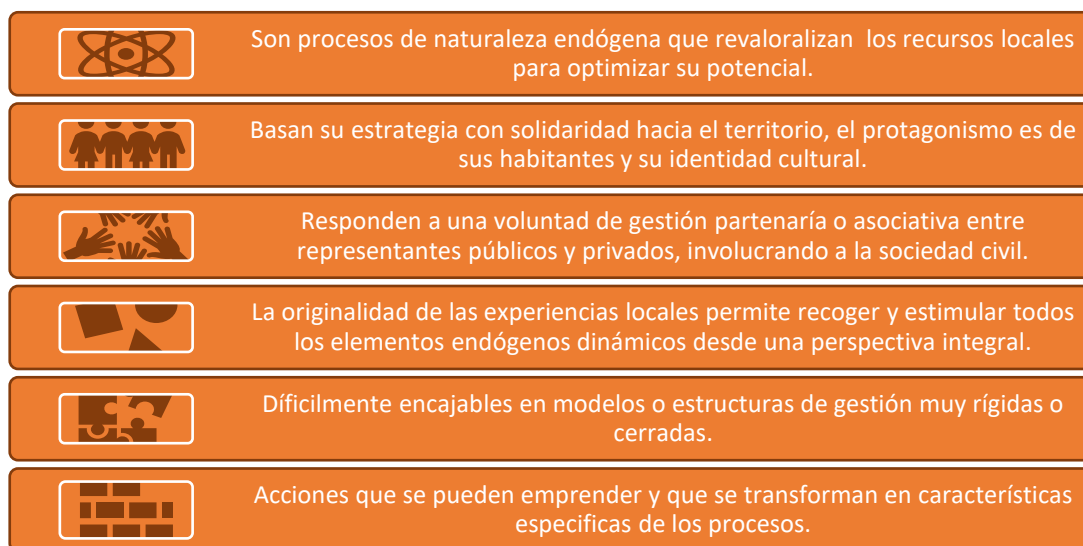 Son procesos de naturaleza endógena que revaloralizan los recursos locales
para optimizar su potencial.
Basan su estrategia con solidaridad hacia el territorio, el protagonismo es de
sus habitantes y su identidad cultural.
Responden a una voluntad de gestión partenaría o asociativa entre
representantes públicos y privados, involucrando a la sociedad civil.
La originalidad de las experiencias locales permite recoger y estimular todos
los elementos endógenos dinámicos desde una perspectiva integral.
Díficilmente encajables en modelos o estructuras de gestión muy rígidas o
cerradas.
Acciones que se pueden emprender y que se transforman en características
especificas de los procesos.